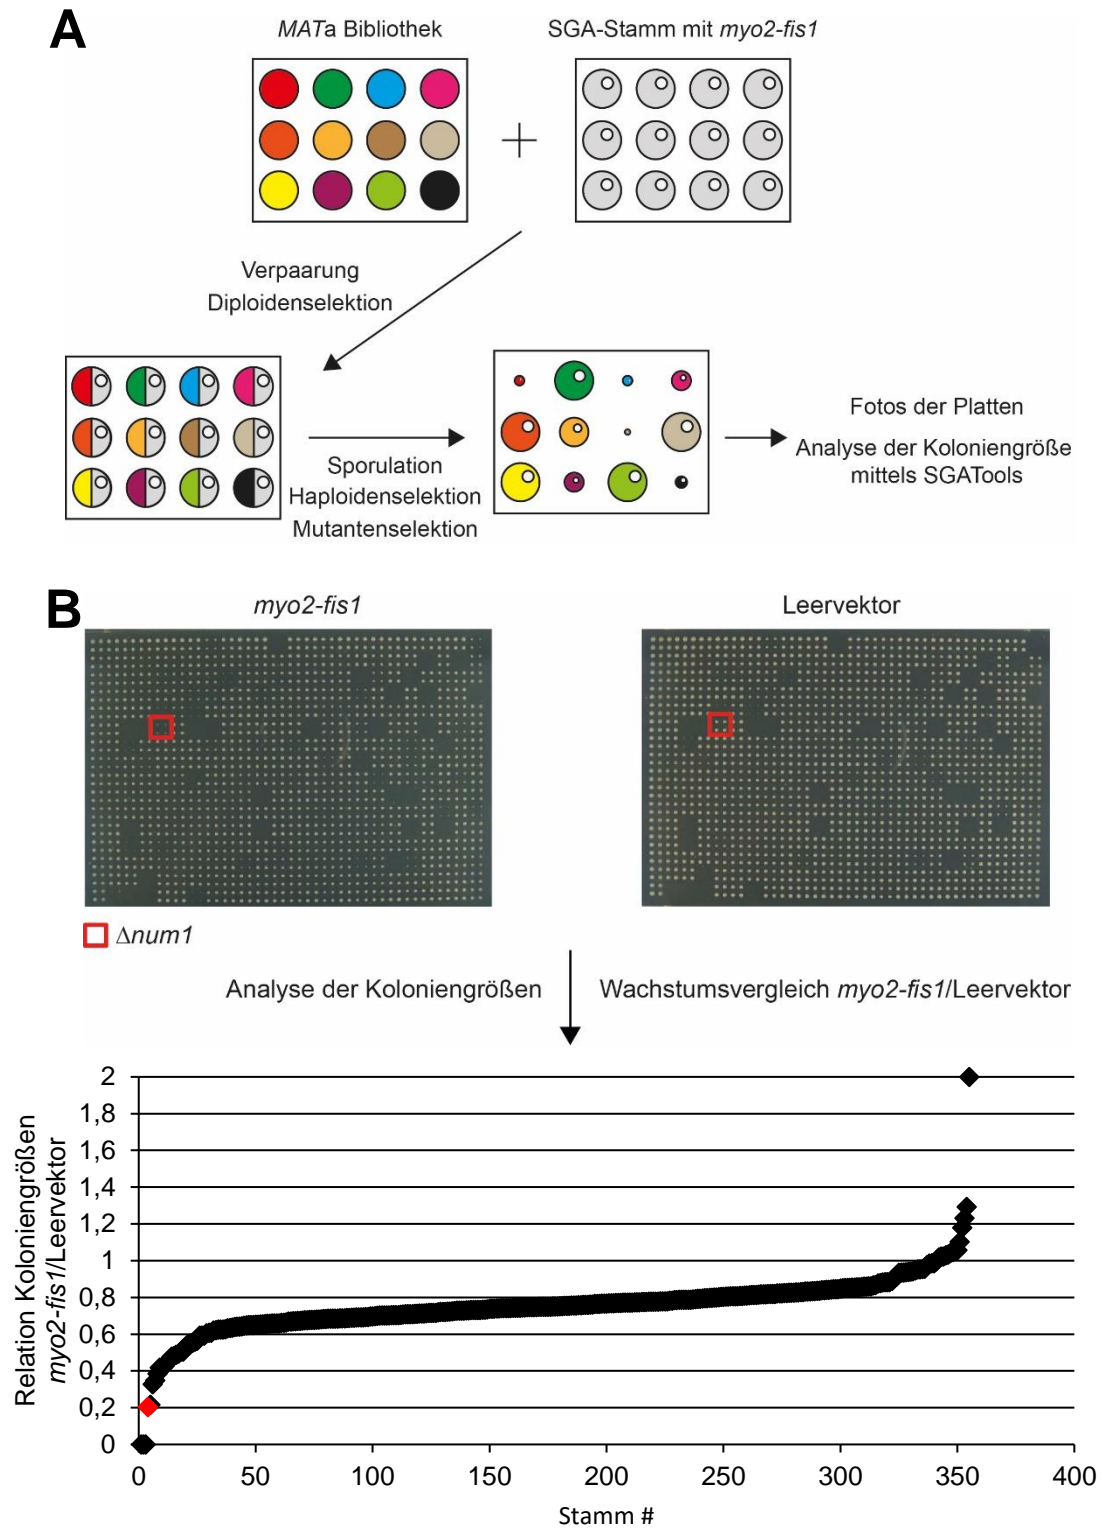 A
MATa Bibliothek
SGA-Stamm mit myo2-fis1
Verpaarung
Diploidenselektion
Sporulation
Haploidenselektion
Mutantenselektion
Fotos der Platten
Analyse der Koloniengröße
mittels SGATools
B
myo2-fis1
Leervektor
Δnum1
Analyse der Koloniengrößen
Wachstumsvergleich myo2-fis1/Leervektor
Relation Koloniengrößen
myo2-fis1/Leervektor
2
1,8
1,6
1,4
1,2
1
0,8
0,6
0,4
0,2
0
0 50 100 150 200 250 300 350 400
Stamm #